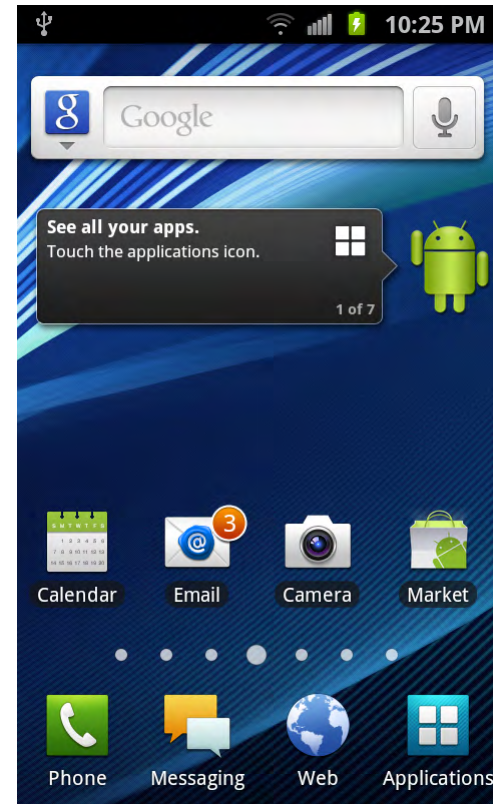 10:25 PM
g
Google
See all your apps.
Touch the applications icon.
1 of 7
S M T W T F S
3
@
Calendar
Email
Camera
Market
Phone
Messaging
Web
Applications